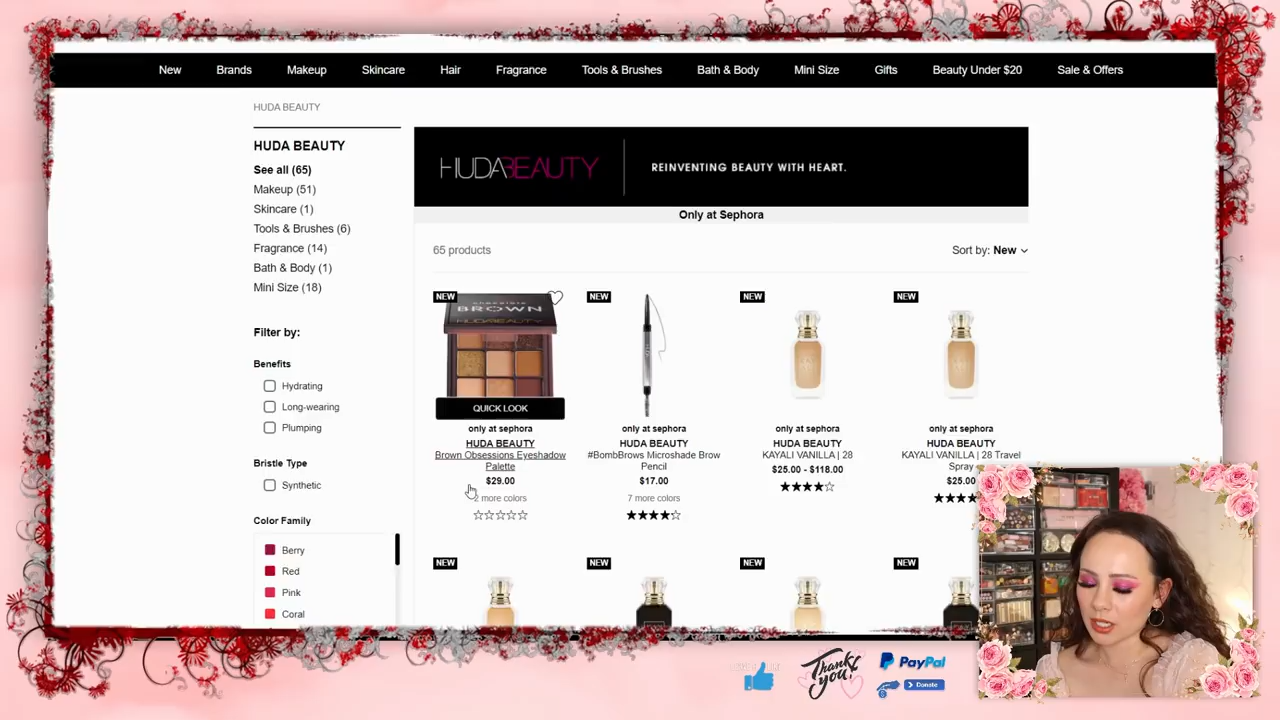 New Brands Makeup Skincare Hair Fragrance Tools & Brushes Bath & Body Mini Size Gifts Beauty Under $20 Sale & Offers
HUDA BEAUTY
HUDA BEAUTY
See all (65)
Makeup (51)
Skincare (1)
Tools & Brushes (6)
Fragrance (14)
Bath & Body (1)
Mini Size (18)
Filter by:
Benefits
Hydrating
Long-wearing
Plumping
Bristle Type
Synthetic
Color Family
Berry
Red
Pink
Coral
HUDABEAUTY
REINVENTING BEAUTY WITH HEART.
Only at Sephora
65 products
Sort by: New
NEW
chocolate
BROWN
HUDABEAUTY
QUICK LOOK
only at sephora
HUDA BEAUTY
Brown Obsessions Eyeshadow
Palette
$29.00
more colors
NEW
only at sephora
HUDA BEAUTY
#BombBrows Microshade Brow
Pencil
$17.00
7 more colors
NEW
only at sephora
HUDA BEAUTY
KAYALI VANILLA | 28
$25.00 - $118.00
NEW
only at sephora
HUDA BEAUTY
KAYALI VANILLA | 28 Travel
Spray
$25.00
NEW
NEW
NEW
NEW
Thank
you!
PayPal
Donate